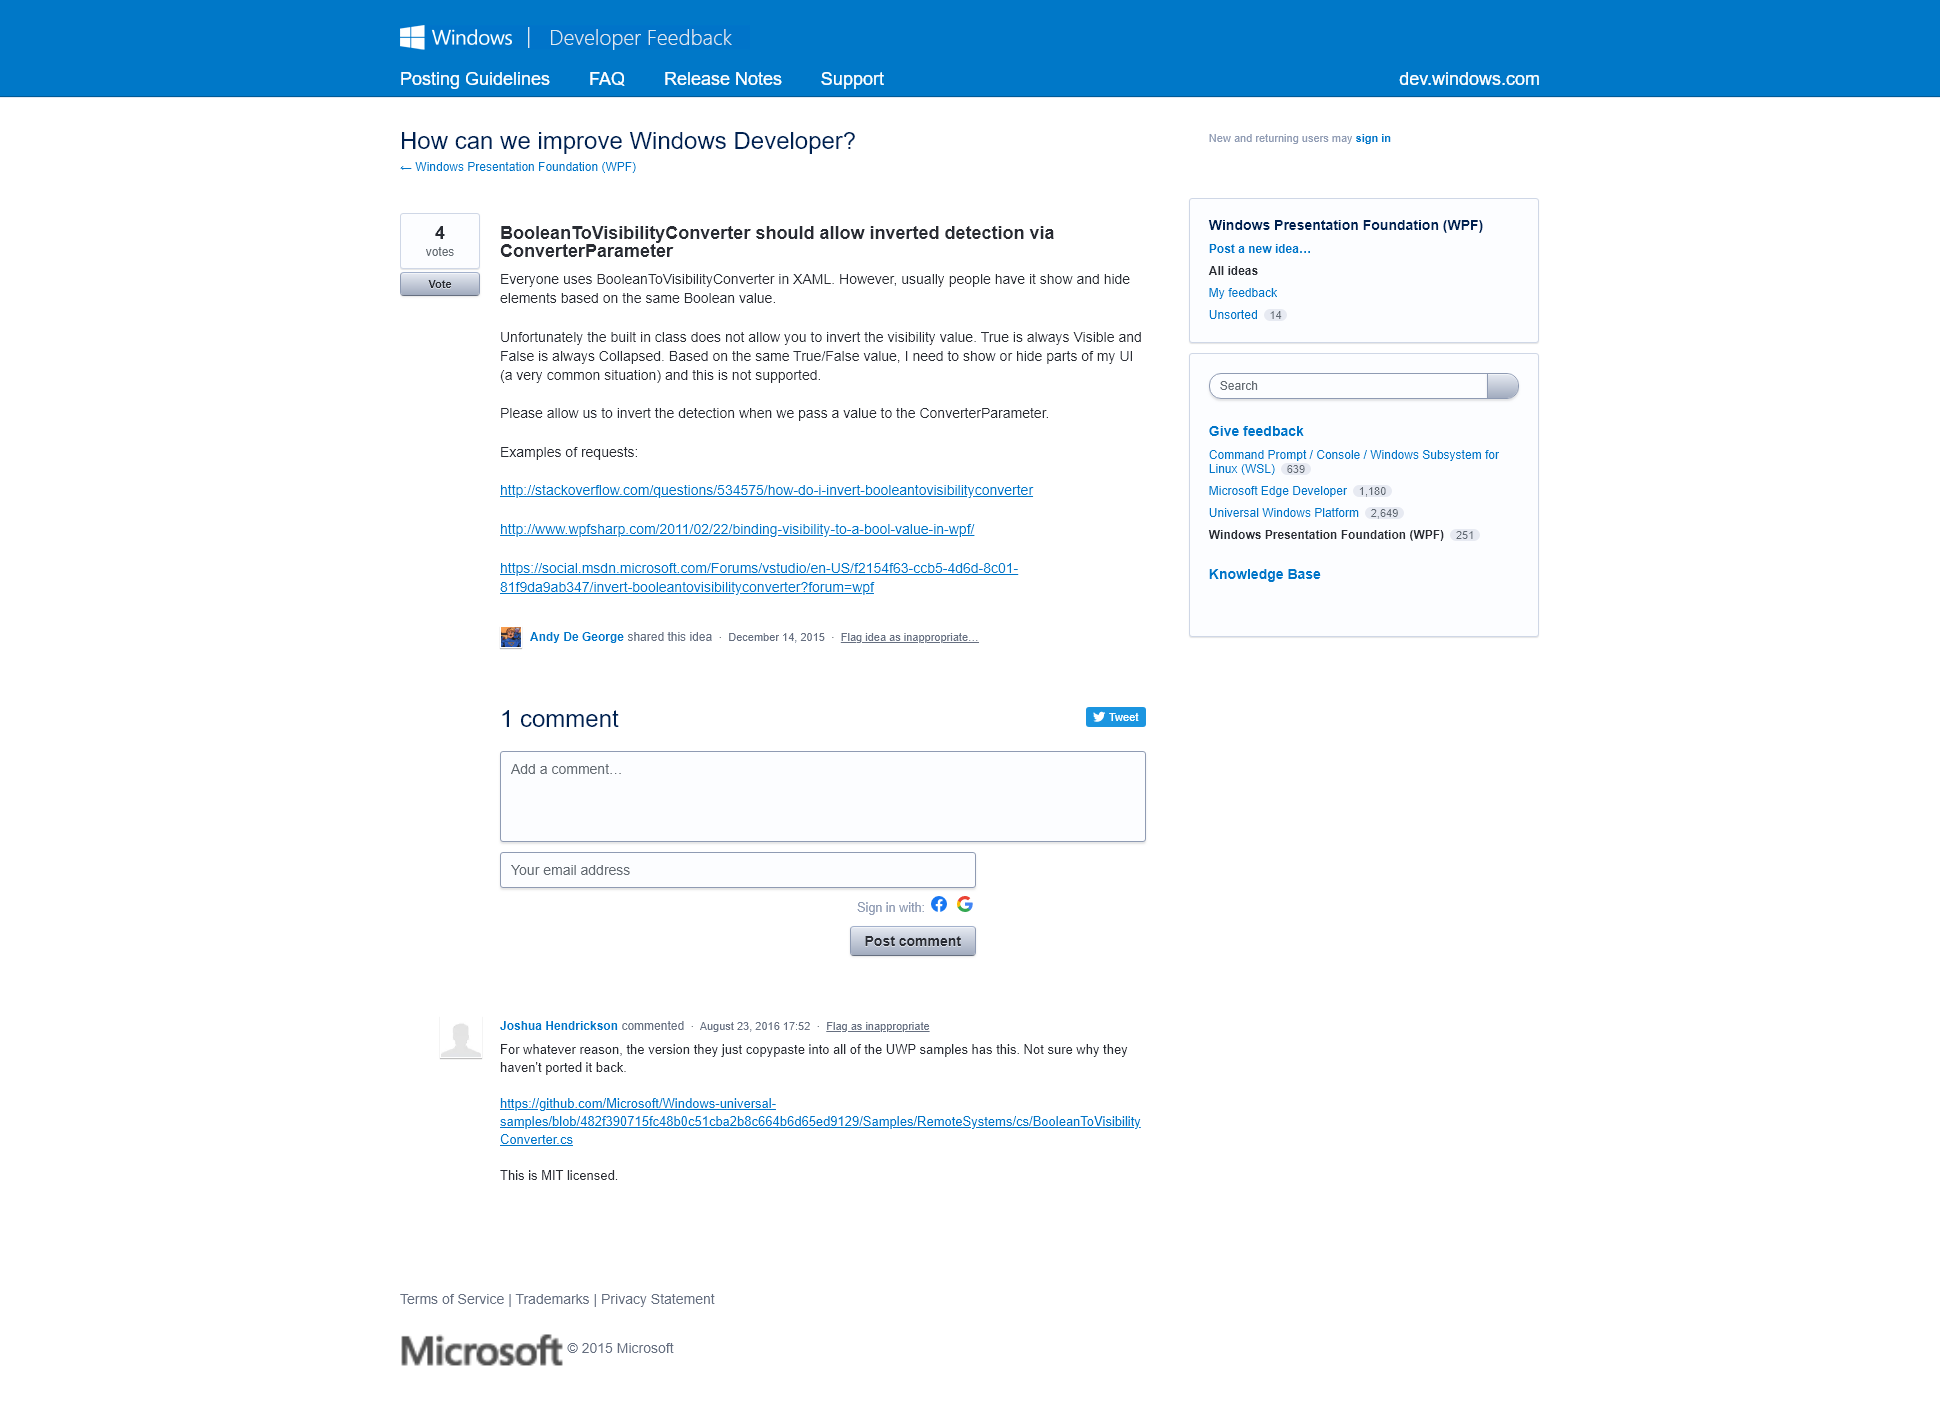 Windows | Developer Feedback
Posting Guidelines FAQ Release Notes Support dev.windows.com
How can we improve Windows Developer?
← Windows Presentation Foundation (WPF)
New and returning users may sign in
4
votes
Vote
BooleanToVisibilityConverter should allow inverted detection via
ConverterParameter
Everyone uses BooleanToVisibilityConverter in XAML. However, usually people have it show and hide
elements based on the same Boolean value.
Unfortunately the built in class does not allow you to invert the visibility value. True is always Visible and
False is always Collapsed. Based on the same True/False value, I need to show or hide parts of my UI
(a very common situation) and this is not supported.
Please allow us to invert the detection when we pass a value to the ConverterParameter.
Examples of requests:
http://stackoverflow.com/questions/534575/how-do-i-invert-booleantovisibilityconverter
http://www.wpfsharp.com/2011/02/22/binding-visibility-to-a-bool-value-in-wpf/
https://social.msdn.microsoft.com/Forums/vstudio/en-US/f2154f63-ccb5-4d6d-8c01-
81f9da9ab347/invert-booleantovisibilityconverter?forum=wpf
Andy De George shared this idea · December 14, 2015 · Flag idea as inappropriate…
1 comment
Tweet
Add a comment…
Your email address
Sign in with:
Post comment
Joshua Hendrickson commented · August 23, 2016 17:52 · Flag as inappropriate
For whatever reason, the version they just copypaste into all of the UWP samples has this. Not sure why they
haven't ported it back.
https://github.com/Microsoft/Windows-universal-
samples/blob/482f390715fc48b0c51cba2b8c664b6d65ed9129/Samples/RemoteSystems/cs/BooleanToVisibility
Converter.cs
This is MIT licensed.
Windows Presentation Foundation (WPF)
Post a new idea…
All ideas
My feedback
Unsorted 14
Search
Give feedback
Command Prompt / Console / Windows Subsystem for
Linux (WSL) 639
Microsoft Edge Developer 1,180
Universal Windows Platform 2,649
Windows Presentation Foundation (WPF) 251
Knowledge Base
Terms of Service | Trademarks | Privacy Statement
Microsoft © 2015 Microsoft